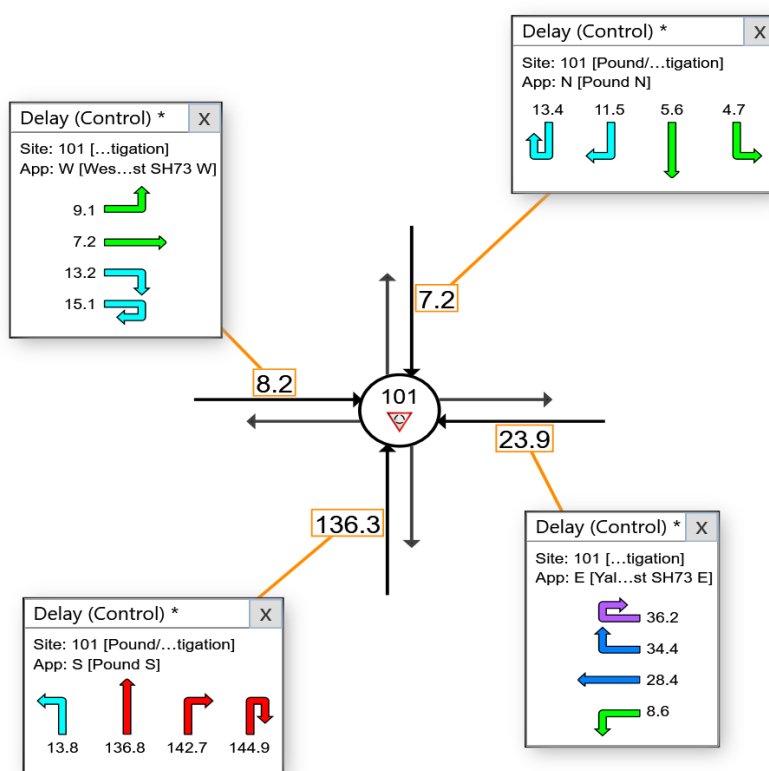 Delay (Control) * X
Site: 101 [Pound/...tigation]
App: N [Pound N]
13.4 11.5 5.6 4.7
Delay (Control) * X
Site: 101 [...tigation]
App: W [Wes...st SH73 W]
9.1
7.2
13.2
15.1
7.2
8.2
101
23.9
136.3
Delay (Control) * X
Site: 101 [...tigation]
App: E [Yal...st SH73 E]
36.2
34.4
28.4
8.6
Delay (Control) * X
Site: 101 [Pound/...tigation]
App: S [Pound S]
13.8 136.8 142.7 144.9